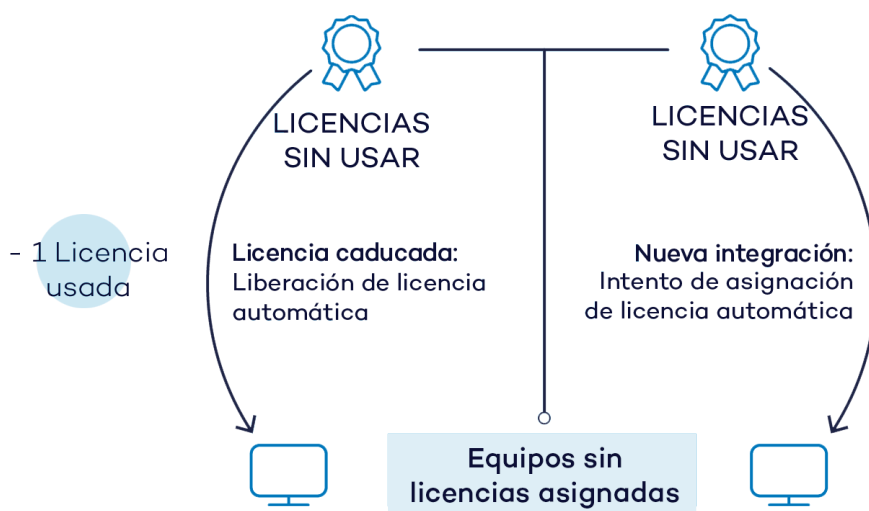 LICENCIAS
SIN USAR
LICENCIAS
SIN USAR
- 1 Licencia
usada
Licencia caducada:
Liberación de licencia
automática
Nueva integración:
Intento de asignación
de licencia automática
Equipos sin
licencias asignadas